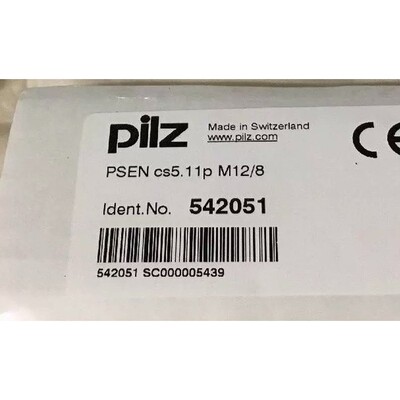 pilz
Made in Switzerland
www.pilz.com
CE
PSEN cs5.11p M12/8
Ident.No. 542051
542051 SC000005439